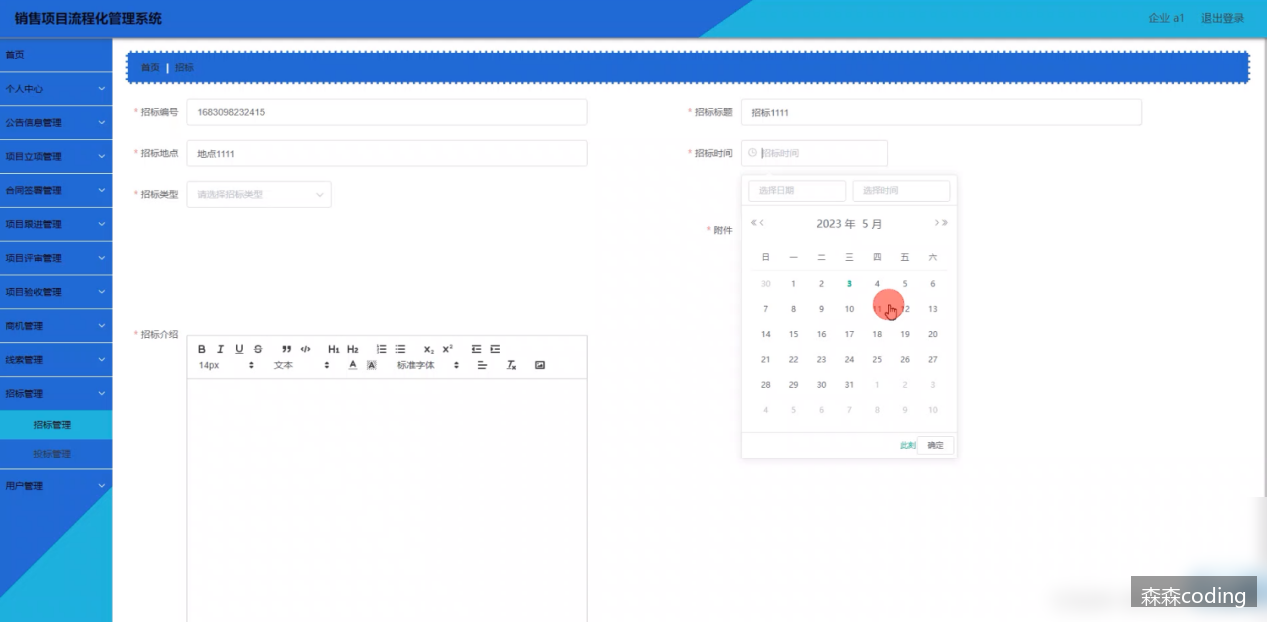 销售项目流程化管理系统
企业 a1 退出登录
首页
个人中心
公告信息管理
项目立项管理
合同签署管理
项目跟进管理
项目评审管理
项目验收管理
商机管理
线索管理
招标管理
招标管理
投标管理
用户管理
首页 | 招标
* 招标编号 1683098232415
* 招标标题 招标1111
* 招标地点 地点1111
* 招标时间 招标时间
* 招标类型 请选择招标类型
* 附件
选择日期 选择时间
2023 年 5 月
日 一 二 三 四 五 六
30 1 2 3 4 5 6
7 8 9 10 11 12 13
14 15 16 17 18 19 20
21 22 23 24 25 26 27
28 29 30 31 1 2 3
4 5 6 7 8 9 10
此刻 确定
* 招标介绍
B I U S ” </> H1 H2 X₂ X²
14px 文本 A A 标准字体
森森coding